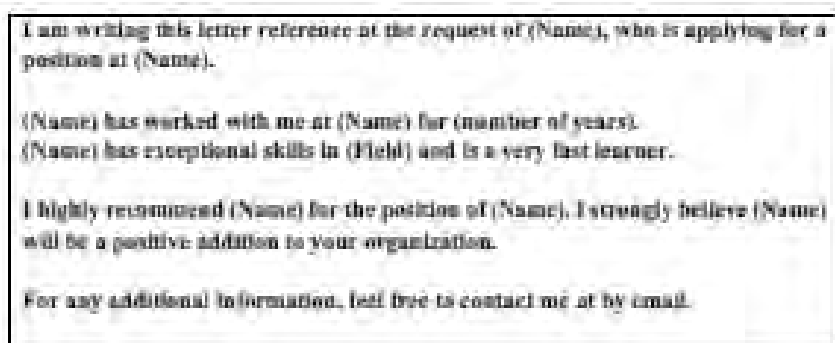 I am writing this letter reference at the request of (Name), who is applying for a
position at (Name).
(Name) has worked with me at (Name) for (number of years).
(Name) has exceptional skills in (Field) and is a very fast learner.
I highly recommend (Name) for the position of (Name). I strongly believe (Name)
will be a positive addition to your organization.
For any additional information, feel free to contact me at by email.